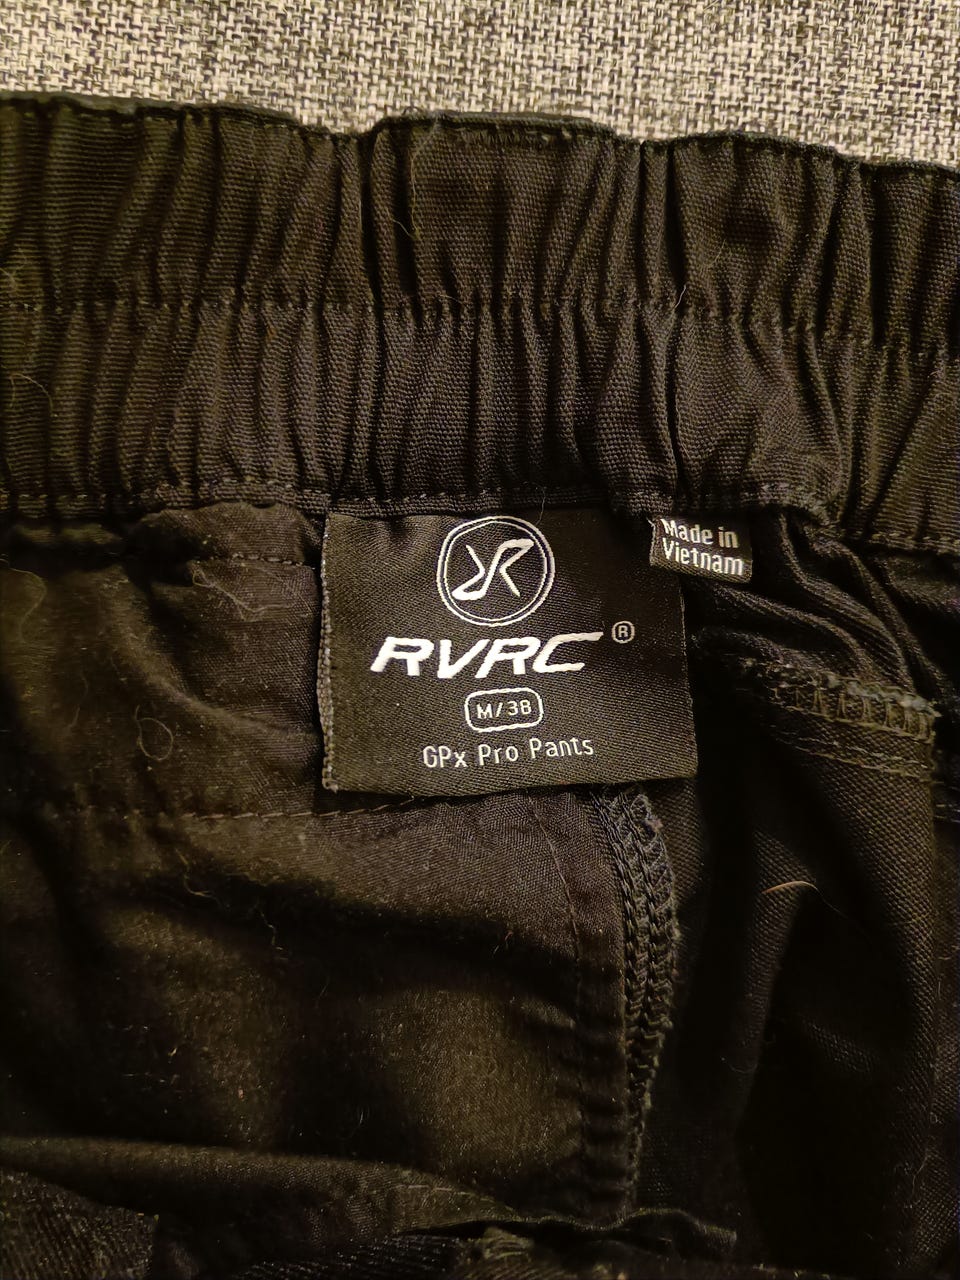 RVRC®
M/38
GPx Pro Pants
Made in
Vietnam